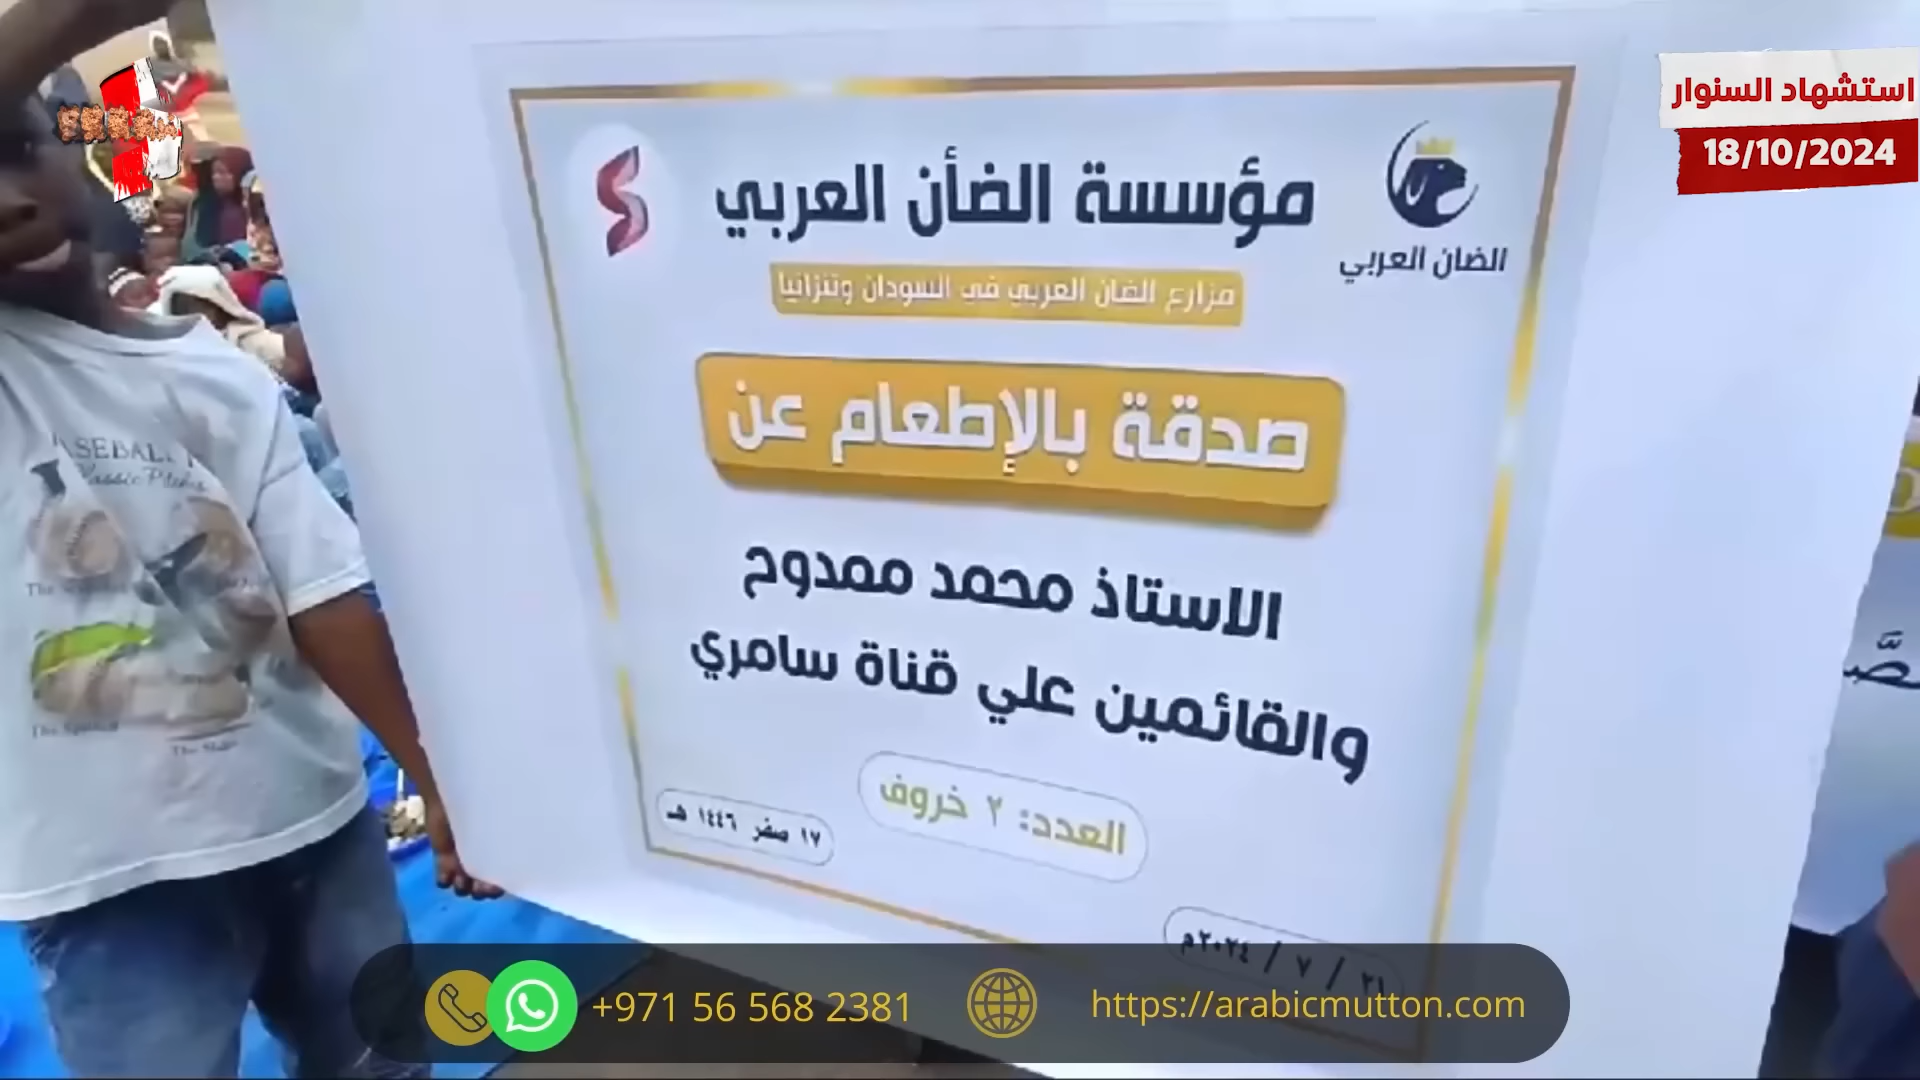 استشهاد السنوار
18/10/2024
مؤسسة الضأن العربي
الضان العربي
مزارع الضان العربي في السودان وتنزانيا
صدقة بالإطعام عن
الاستاذ محمد ممدوح
والقائمين علي قناة سامري
العدد: ٢ خروف
١٧ صفر ١٤٤٦ هـ
٢١ / ٧ / ٢٠٢٤م
+971 56 568 2381
https://arabicmutton.com